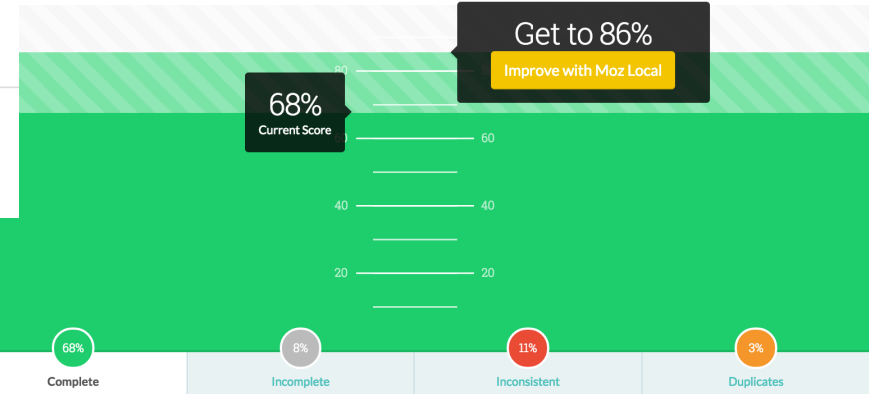 Get to 86%
Improve with Moz Local
80
68%
Current Score
60
40
40
20
20
68%
8%
11%
3%
Complete
Incomplete
Inconsistent
Duplicates